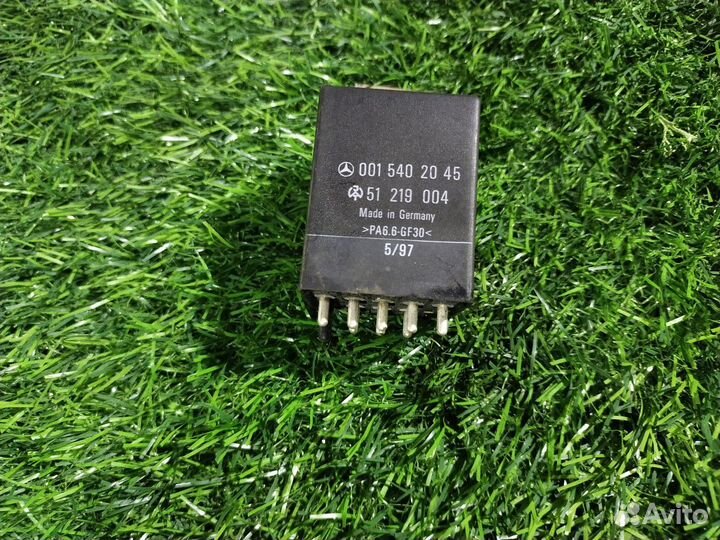 001 540 20 45
51 219 004
Made in Germany
>PA6.6-GF30<
5/97
Avito